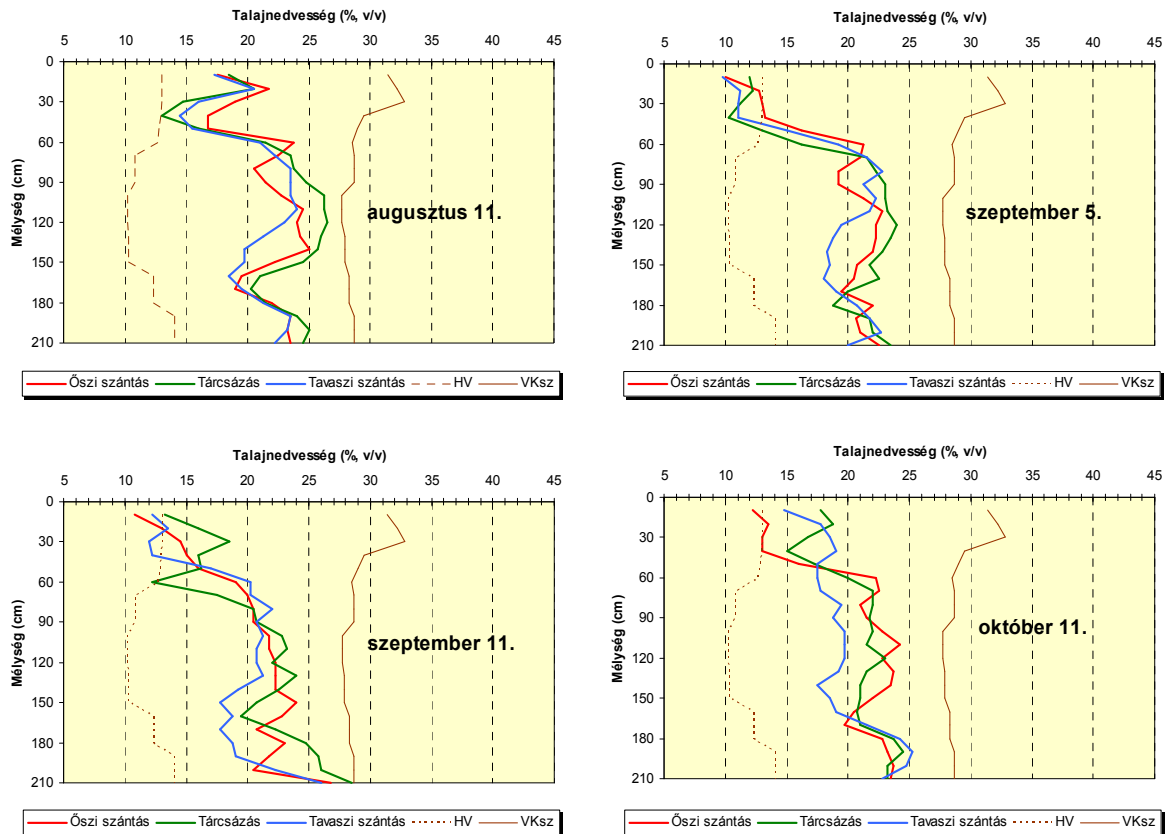 Talajnedvesség (%, v/v)
5 10 15 20 25 30 35 40 45
0
30
60
90
120
150
180
210
Mélység (cm)
augusztus 11.
Őszi szántás Tárcsázás Tavaszi szántás HV VKsz
Talajnedvesség (%, v/v)
5 10 15 20 25 30 35 40 45
0
30
60
90
120
150
180
210
Mélység (cm)
szeptember 5.
Őszi szántás Tárcsázás Tavaszi szántás HV VKsz
Talajnedvesség (%, v/v)
5 10 15 20 25 30 35 40 45
0
30
60
90
120
150
180
210
Mélység (cm)
szeptember 11.
Őszi szántás Tárcsázás Tavaszi szántás HV VKsz
Talajnedvesség (%, v/v)
5 10 15 20 25 30 35 40 45
0
30
60
90
120
150
180
210
Mélység (cm)
október 11.
Őszi szántás Tárcsázás Tavaszi szántás HV VKsz